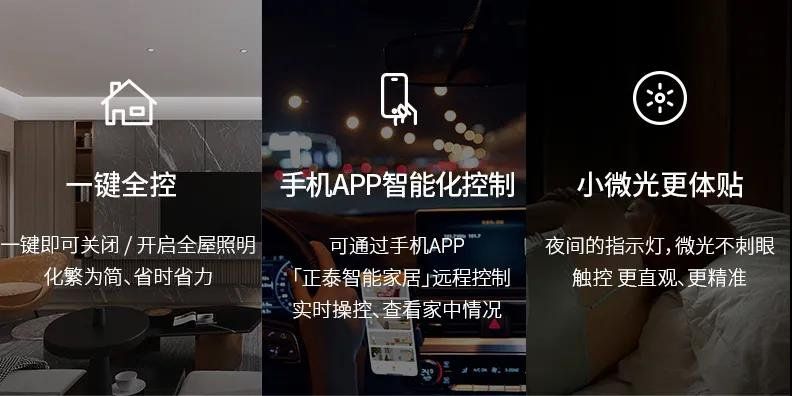 一键全控
一键即可关闭 / 开启全屋照明
化繁为简、省时省力
手机APP智能化控制
可通过手机APP
「正泰智能家居」远程控制
实时操控、查看家中情况
小微光更体贴
夜间的指示灯，微光不刺眼
触控 更直观、更精准